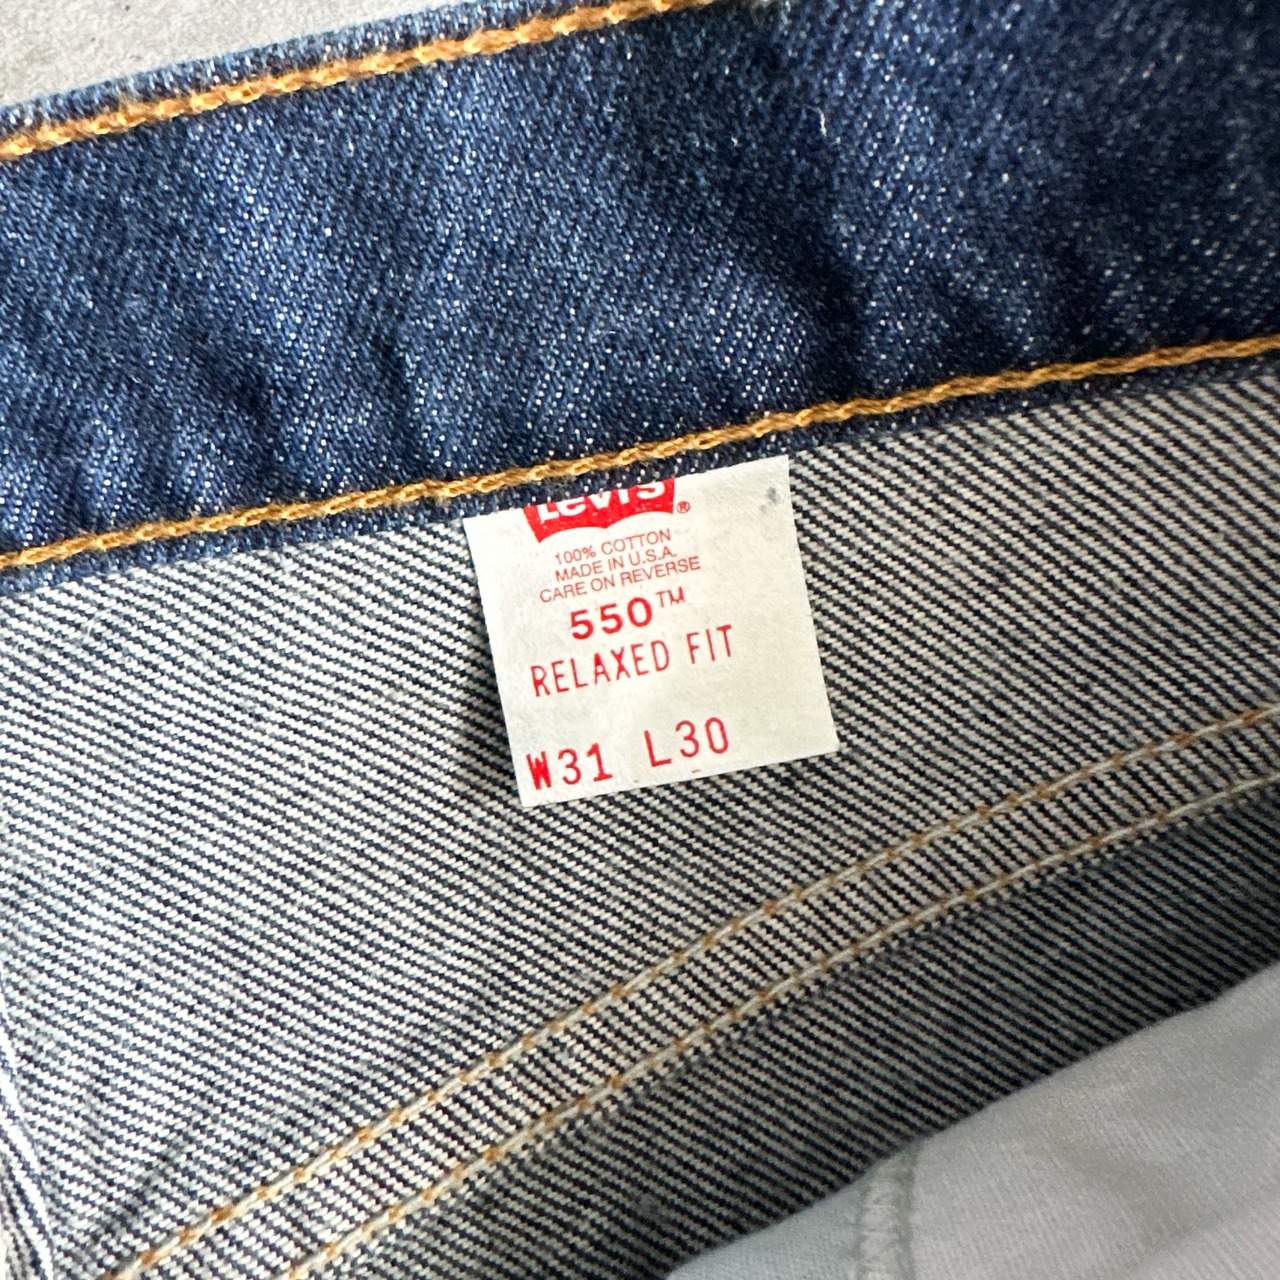 Levi's®
100% COTTON
MADE IN U.S.A.
CARE ON REVERSE
550™
RELAXED FIT
W31 L30